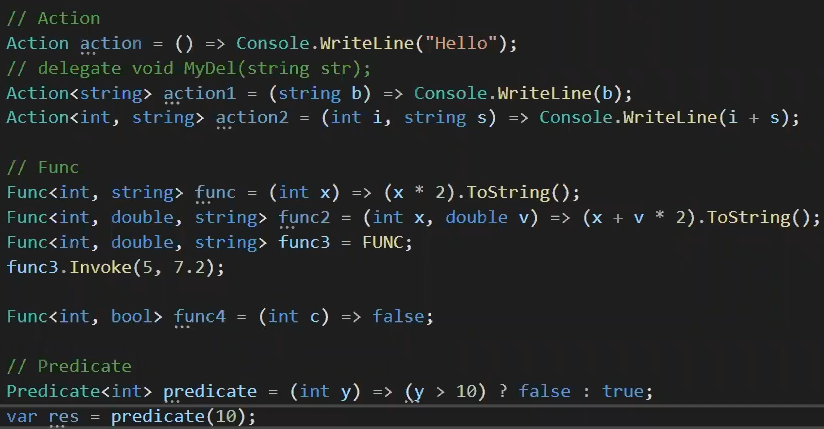 // Action
Action action = () => Console.WriteLine("Hello");
// delegate void MyDel(string str);
Action<string> action1 = (string b) => Console.WriteLine(b);
Action<int, string> action2 = (int i, string s) => Console.WriteLine(i + s);
// Func
Func<int, string> func = (int x) => (x * 2).ToString();
Func<int, double, string> func2 = (int x, double v) => (x + v * 2).ToString();
Func<int, double, string> func3 = FUNC;
func3.Invoke(5, 7.2);
Func<int, bool> func4 = (int c) => false;
// Predicate
Predicate<int> predicate = (int y) => (y > 10) ? false : true;
var res = predicate(10);